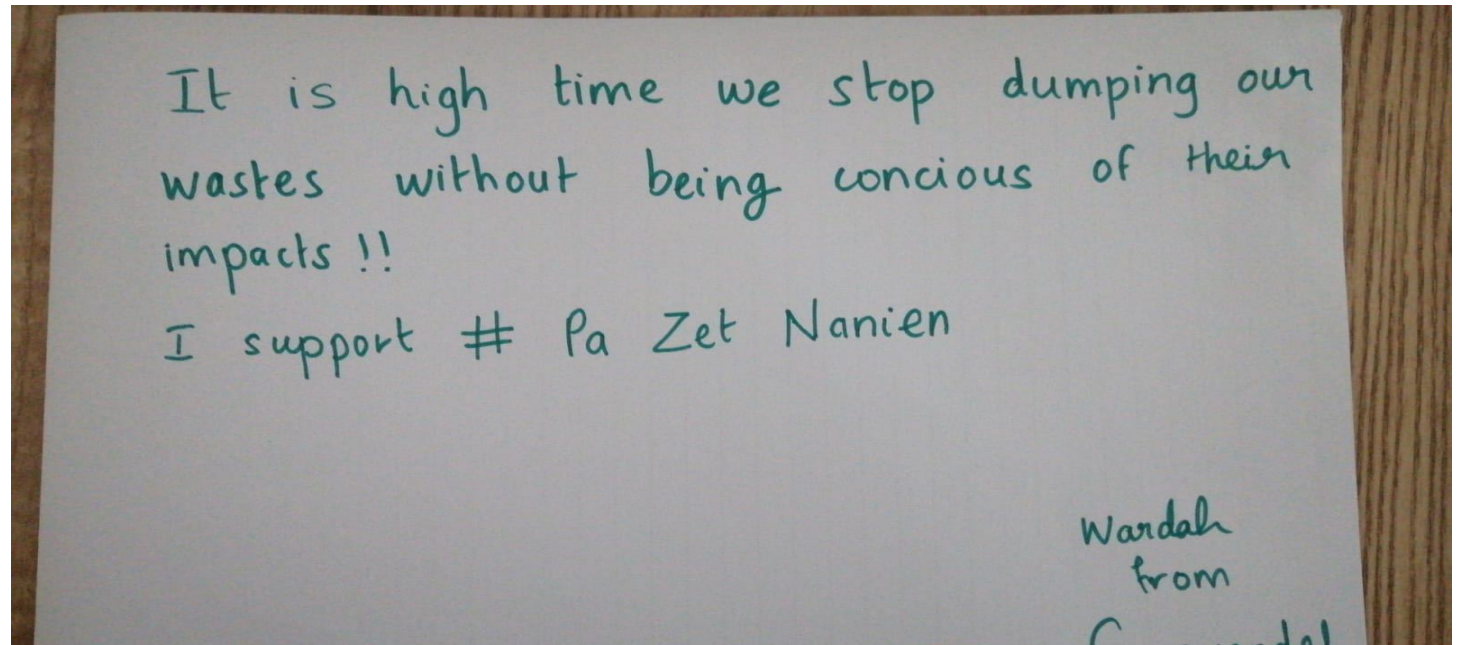 It is high time we stop dumping our
wastes without being concious of their
impacts !!
I support # Pa Zet Nanien
Wardah
from